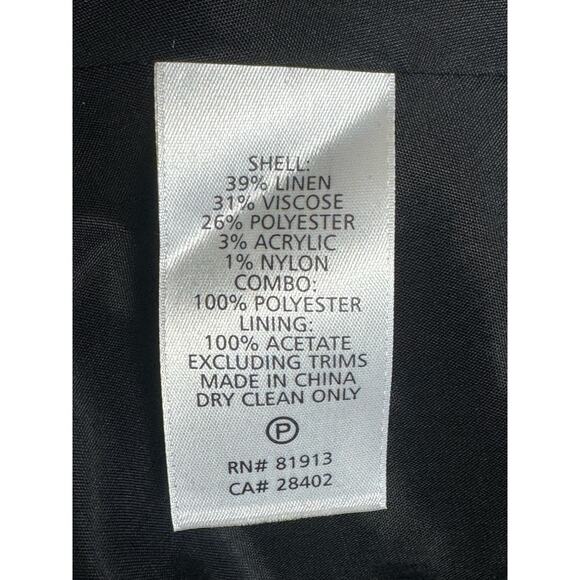 SHELL:
39% LINEN
31% VISCOSE
26% POLYESTER
3% ACRYLIC
1% NYLON
COMBO:
100% POLYESTER
LINING:
100% ACETATE
EXCLUDING TRIMS
MADE IN CHINA
DRY CLEAN ONLY
P
RN# 81913
CA# 28402